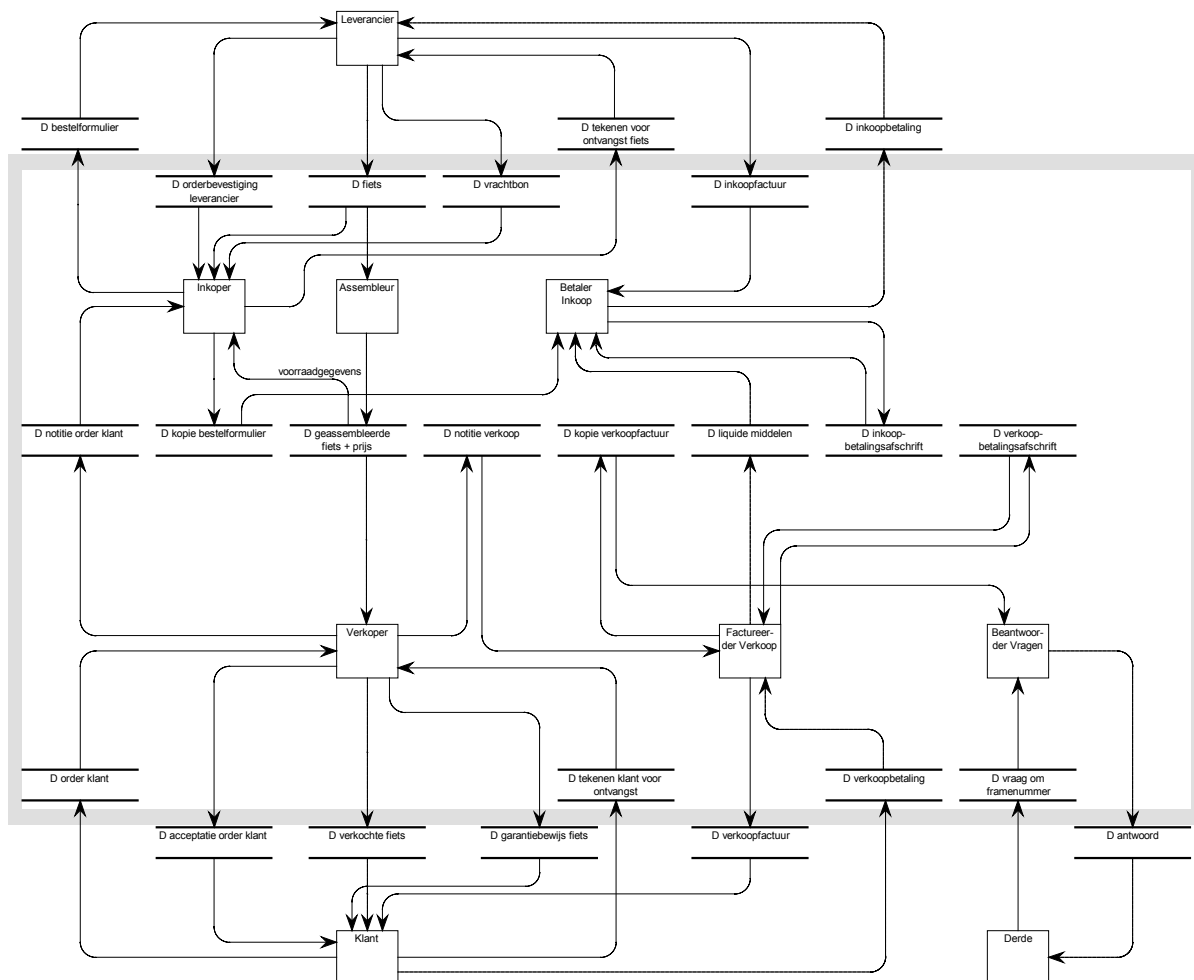 Leverancier
D bestelformulier
D tekenen voor
ontvangst fiets
D inkoopbetaling
D orderbevestiging
leverancier
D fiets
D vrachtbon
D inkoopfactuur
Inkoper
Assembleur
Betaler
Inkoop
voorraadgegevens
D notitie order klant
D kopie bestelformulier
D geassembleerde
fiets + prijs
D notitie verkoop
D kopie verkoopfactuur
D liquide middelen
D inkoop-
betalingsafschrift
D verkoop-
betalingsafschrift
Verkoper
Factureer-
der Verkoop
Beantwoor-
der Vragen
D order klant
D tekenen klant voor
ontvangst
D verkoopbetaling
D vraag om
framenummer
D acceptatie order klant
D verkochte fiets
D garantiebewijs fiets
D verkoopfactuur
D antwoord
Klant
Derde